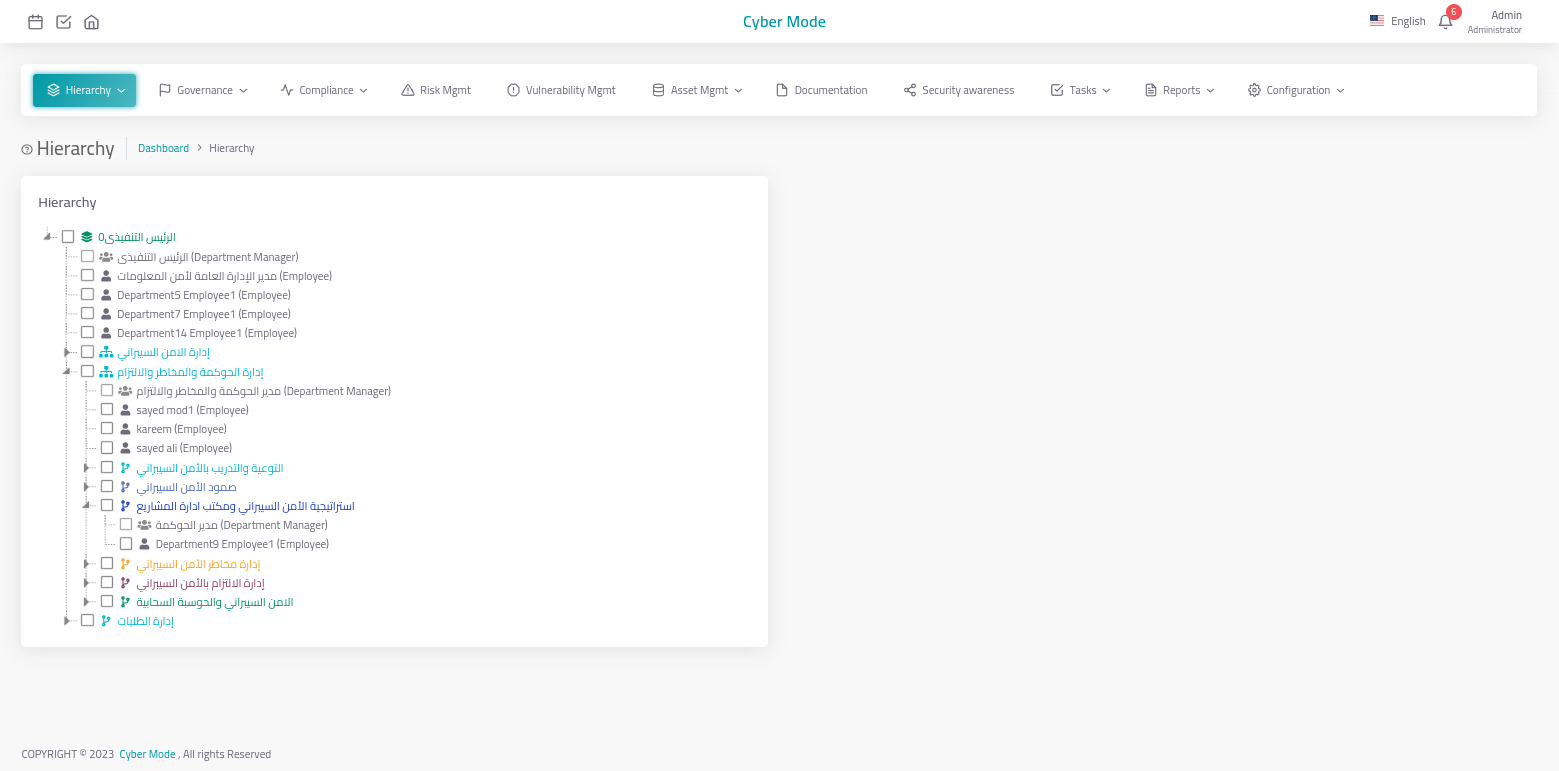 Cyber Mode
English
6
Admin
Administrator
Hierarchy
Governance
Compliance
Risk Mgmt
Vulnerability Mgmt
Asset Mgmt
Documentation
Security awareness
Tasks
Reports
Configuration
Hierarchy
Dashboard > Hierarchy
Hierarchy
الرئيس التنفيذى0
الرئيس التنفيذى (Department Manager)
مدير الإدارة العامة لأمن المعلومات (Employee)
Department5 Employee1 (Employee)
Department7 Employee1 (Employee)
Department14 Employee1 (Employee)
إدارة الامن السيبراني
إدارة الحوكمة والمخاطر والالتزام
مدير الحوكمة والمخاطر والالتزام (Department Manager)
sayed mod1 (Employee)
kareem (Employee)
sayed ali (Employee)
التوعية والتدريب بالأمن السيبراني
صمود الأمن السيبراني
استراتيجية الأمن السيبراني ومكتب ادارة المشاريع
مدير الحوكمة (Department Manager)
Department9 Employee1 (Employee)
إدارة مخاطر الأمن السيبراني
إدارة الالتزام بالأمن السيبراني
الامن السيبراني والحوسبة السحابية
إدارة الطلبات
COPYRIGHT © 2023 Cyber Mode , All rights Reserved